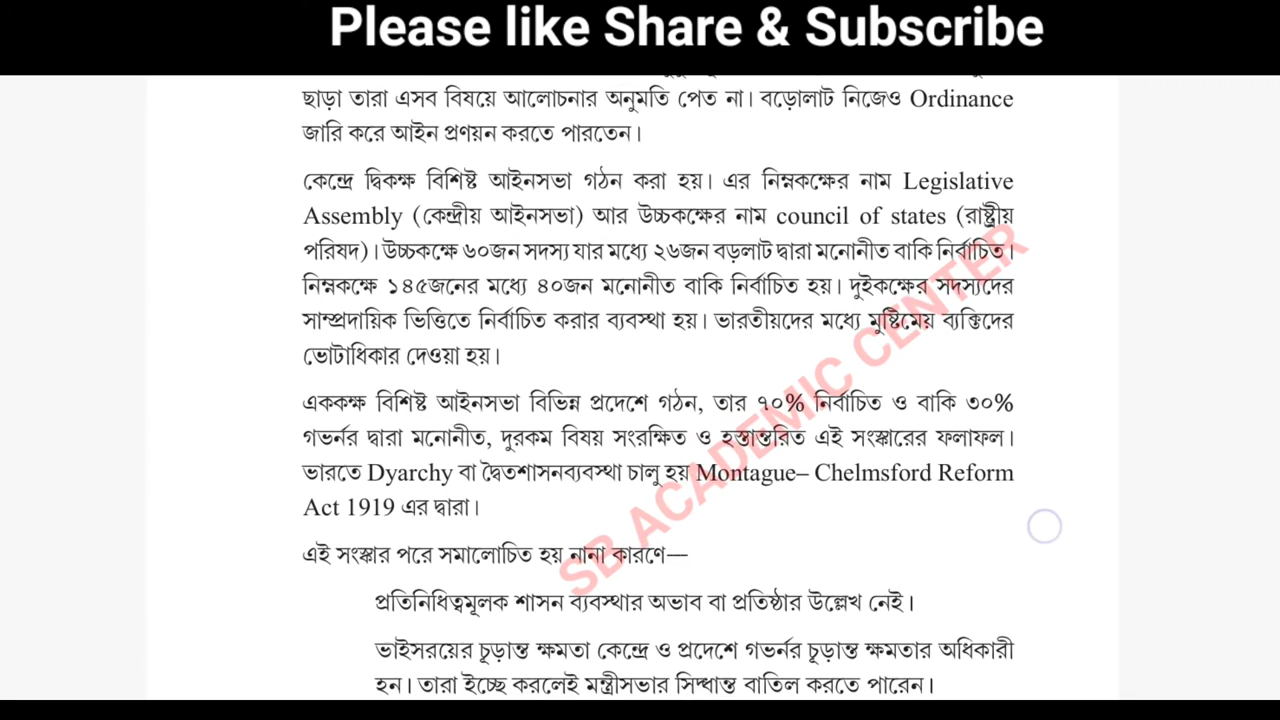 Please like Share & Subscribe
ছাড়া তারা এসব বিষয়ে আলোচনার অনুমতি পেত না। বড়োলাট নিজেও Ordinance
জারি করে আইন প্রণয়ন করতে পারতেন।
কেন্দ্রে দ্বিকক্ষ বিশিষ্ট আইনসভা গঠন করা হয়। এর নিম্নকক্ষের নাম Legislative
Assembly (কেন্দ্রীয় আইনসভা) আর উচ্চকক্ষের নাম council of states (রাষ্ট্রীয়
পরিষদ)। উচ্চকক্ষে ৬০জন সদস্য যার মধ্যে ২৬জন বড়লাট দ্বারা মনোনীত বাকি নির্বাচিত।
নিম্নকক্ষে ১৪৫জনের মধ্যে ৪০জন মনোনীত বাকি নির্বাচিত হয়। দুইকক্ষের সদস্যদের
সাম্প্রদায়িক ভিত্তিতে নির্বাচিত করার ব্যবস্থা হয়। ভারতীয়দের মধ্যে মুষ্টিমেয় ব্যক্তিদের
ভোটাধিকার দেওয়া হয়।
এককক্ষ বিশিষ্ট আইনসভা বিভিন্ন প্রদেশে গঠন, তার ৭০% নির্বাচিত ও বাকি ৩০%
গভর্নর দ্বারা মনোনীত, দুরকম বিষয় সংরক্ষিত ও হস্তান্তরিত এই সংস্কারের ফলাফল।
ভারতে Dyarchy বা দ্বৈতশাসনব্যবস্থা চালু হয় Montague– Chelmsford Reform
Act 1919 এর দ্বারা।
এই সংস্কার পরে সমালোচিত হয় নানা কারণে—
প্রতিনিধিত্বমূলক শাসন ব্যবস্থার অভাব বা প্রতিষ্ঠার উল্লেখ নেই।
ভাইসরয়ের চূড়ান্ত ক্ষমতা কেন্দ্রে ও প্রদেশে গভর্নর চূড়ান্ত ক্ষমতার অধিকারী
হন। তারা ইচ্ছে করলেই মন্ত্রীসভার সিদ্ধান্ত বাতিল করতে পারেন।
SB ACADEMIC CENTER